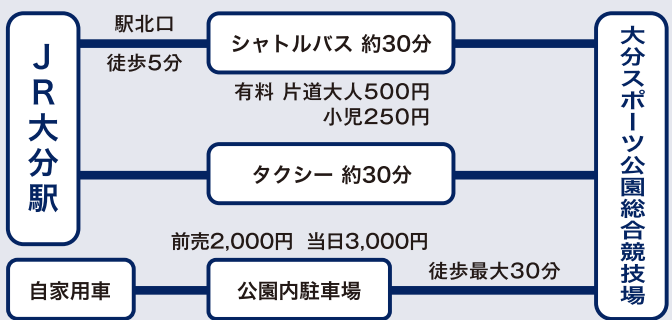 JR大分駅
駅北口
徒歩5分
シャトルバス 約30分
有料 片道大人500円
小児250円
タクシー 約30分
前売2,000円 当日3,000円
自家用車
公園内駐車場
徒歩最大30分
大分スポーツ公園総合競技場